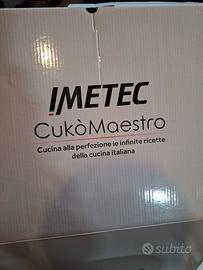 IMETEC
CukòMaestro
Cucina alla perfezione le infinite ricette
della cucina italiana
subito